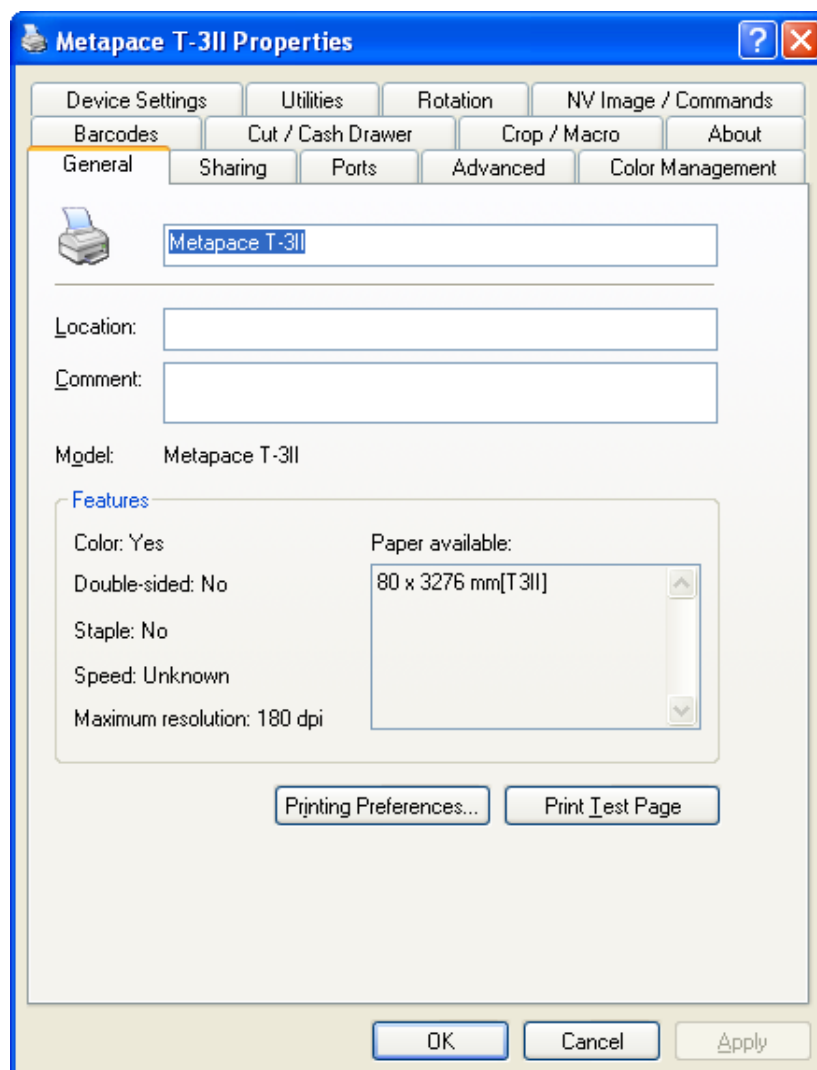 Metapace T-3II Properties
Device Settings Utilities Rotation NV Image / Commands
Barcodes Cut / Cash Drawer Crop / Macro About
General Sharing Ports Advanced Color Management
Metapace T-3II
Location:
Comment:
Model: Metapace T-3II
Features
Color: Yes Paper available:
Double-sided: No 80 x 3276 mm[T3II]
Staple: No
Speed: Unknown
Maximum resolution: 180 dpi
Printing Preferences... Print Test Page
OK Cancel Apply